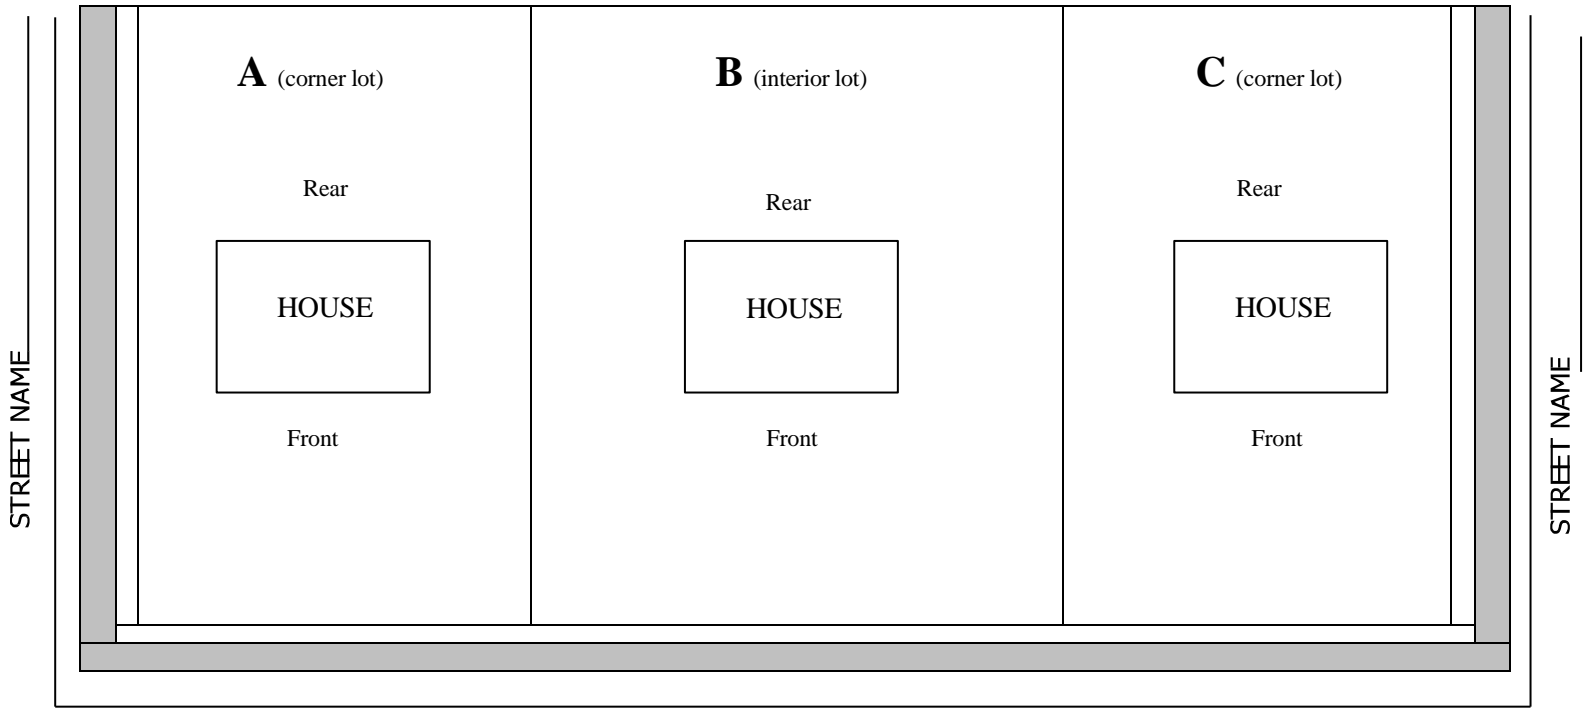 A (corner lot)
B (interior lot)
C (corner lot)
Rear
Rear
Rear
HOUSE
HOUSE
HOUSE
Front
Front
Front
STREET NAME
STREET NAME